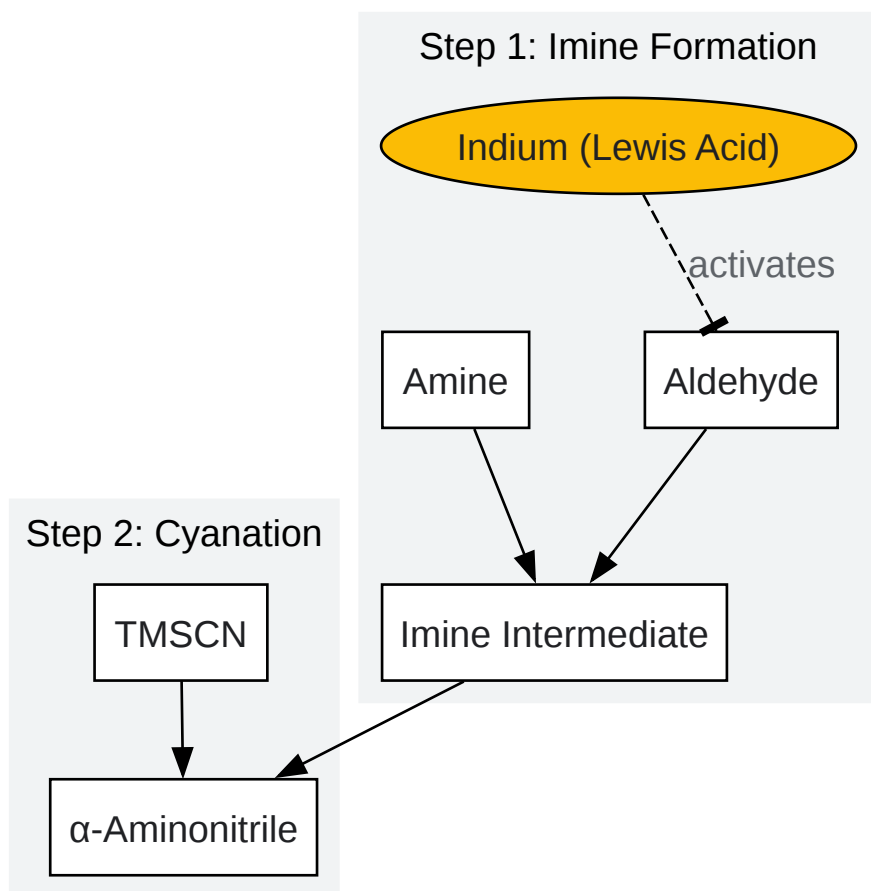 Step 1: Imine Formation
Indium (Lewis Acid)
activates
Amine
Aldehyde
Step 2: Cyanation
TMSCN
Imine Intermediate
α-Aminonitrile